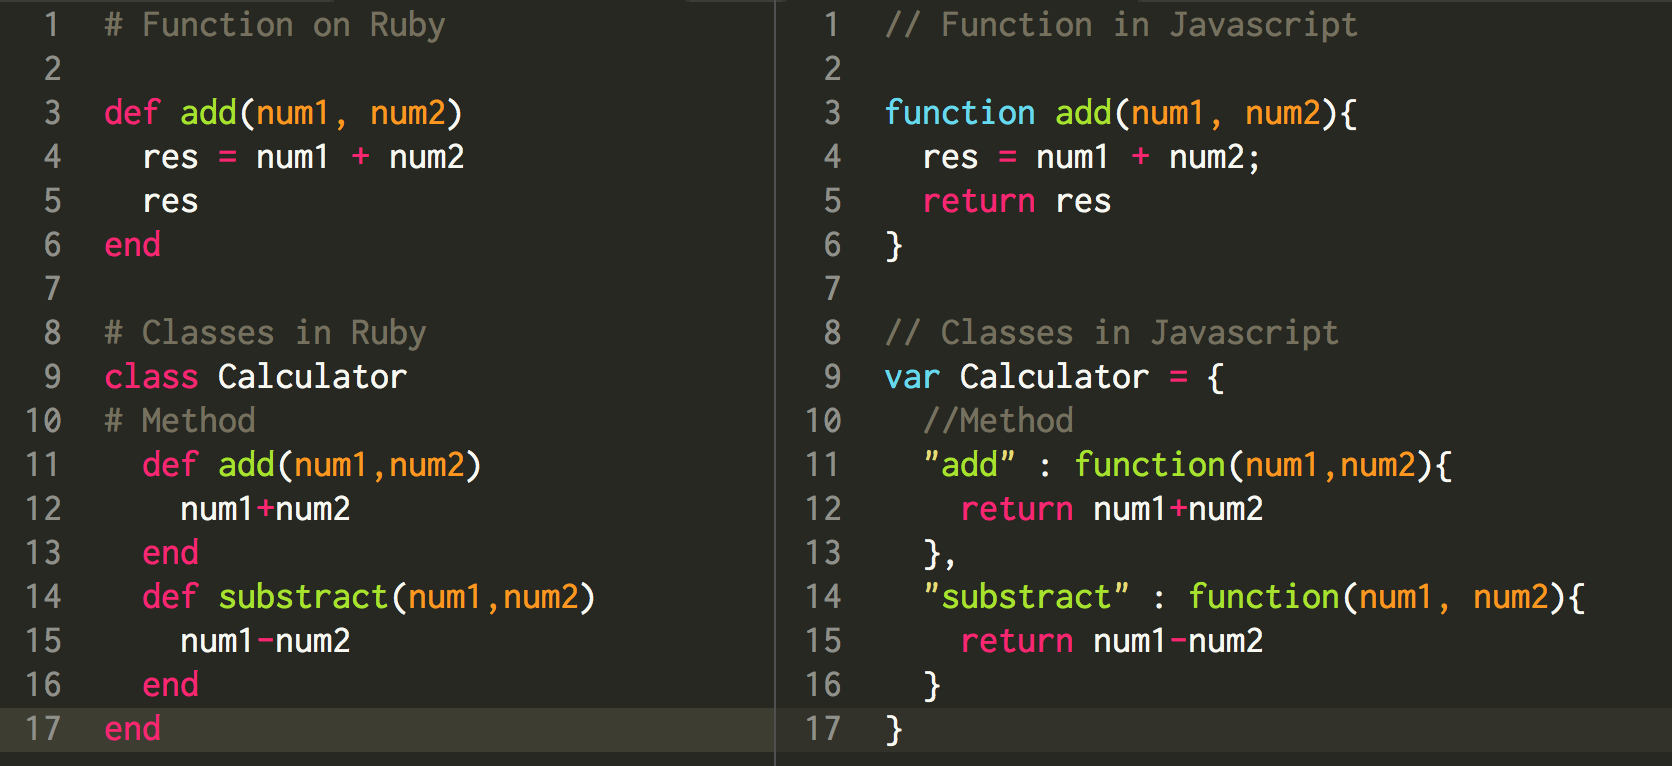 1 # Function on Ruby
2
3 def add(num1, num2)
4   res = num1 + num2
5   res
6 end
7
8 # Classes in Ruby
9 class Calculator
10 # Method
11   def add(num1,num2)
12     num1+num2
13   end
14   def substract(num1,num2)
15     num1-num2
16   end
17 end
1 // Function in Javascript
2
3 function add(num1, num2){
4   res = num1 + num2;
5   return res
6 }
7
8 // Classes in Javascript
9 var Calculator = {
10   //Method
11   "add" : function(num1,num2){
12     return num1+num2
13   },
14   "substract" : function(num1, num2){
15     return num1-num2
16   }
17 }